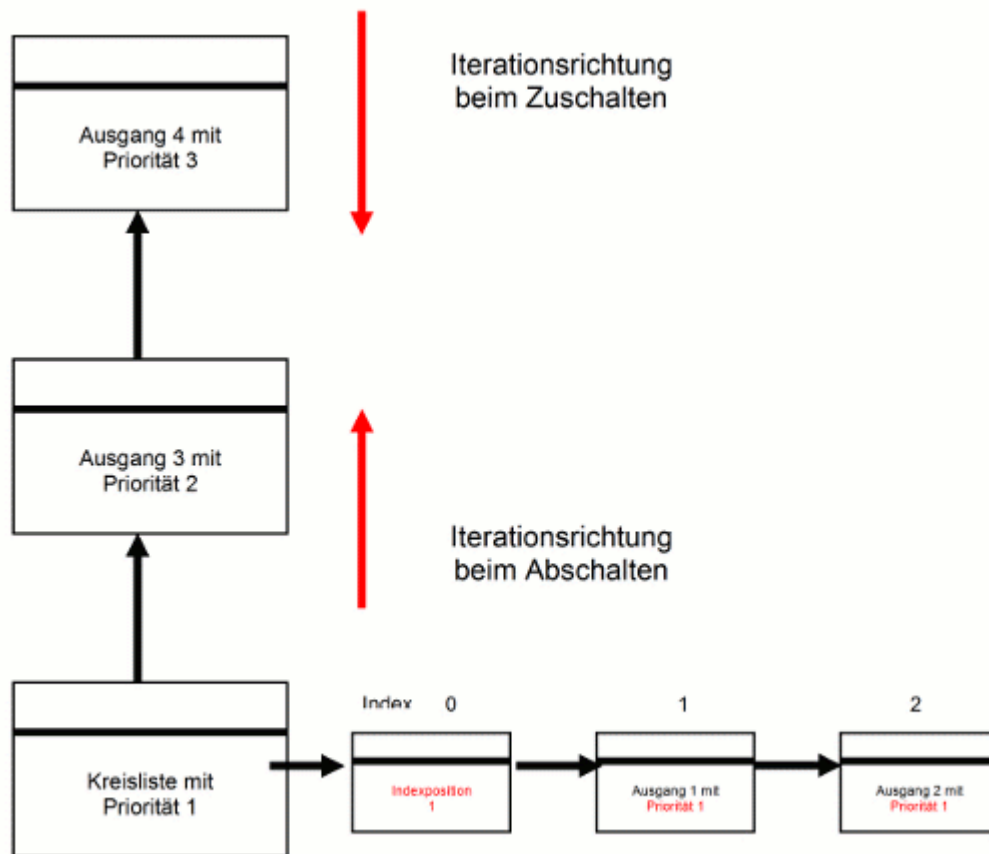 Iterationsrichtung
beim Zuschalten
Ausgang 4 mit
Priorität 3
Ausgang 3 mit
Priorität 2
Iterationsrichtung
beim Abschalten
Index 0 1 2
Kreisliste mit
Priorität 1
Indexposition
1
Ausgang 1 mit
Priorität 1
Ausgang 2 mit
Priorität 1